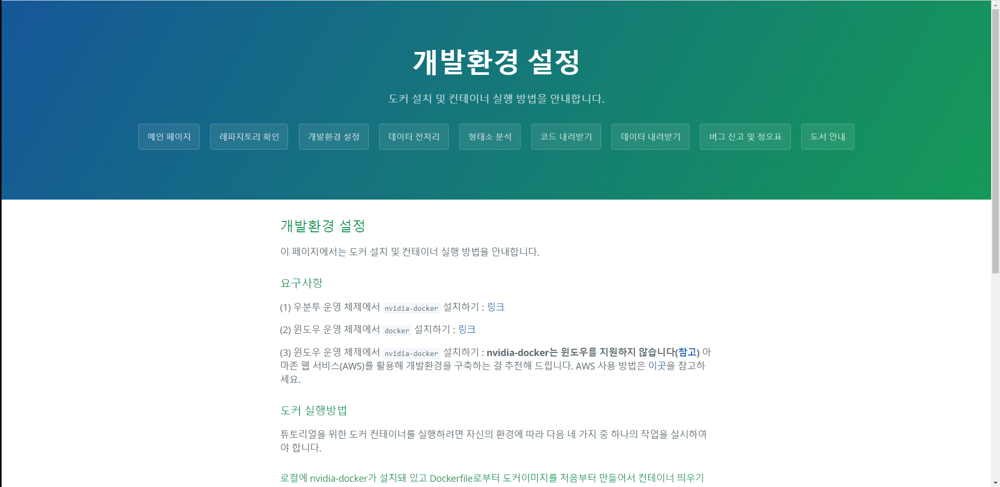 개발환경 설정
도커 설치 및 컨테이너 실행 방법을 안내합니다.
메인 페이지 레파지토리 확인 개발환경 설정 데이터 전처리 형태소 분석 코드 내려받기 데이터 내려받기 버그 신고 및 정오표 도서 안내
개발환경 설정
이 페이지에서는 도커 설치 및 컨테이너 실행 방법을 안내합니다.
요구사항
(1) 우분투 운영 체제에서 nvidia-docker 설치하기 : 링크
(2) 윈도우 운영 체제에서 docker 설치하기 : 링크
(3) 윈도우 운영 체제에서 nvidia-docker 설치하기 : nvidia-docker는 윈도우를 지원하지 않습니다(참고) 아
마존 웹 서비스(AWS)를 활용해 개발환경을 구축하는 걸 추천해 드립니다. AWS 사용 방법은 이곳을 참고하
세요.
도커 실행방법
튜토리얼을 위한 도커 컨테이너를 실행하려면 자신의 환경에 따라 다음 네 가지 중 하나의 작업을 실시하여
야 합니다.
로컬에 nvidia-docker가 설치돼 있고 Dockerfile로부터 도커이미지를 처음부터 만들어서 컨테이너 띄우기